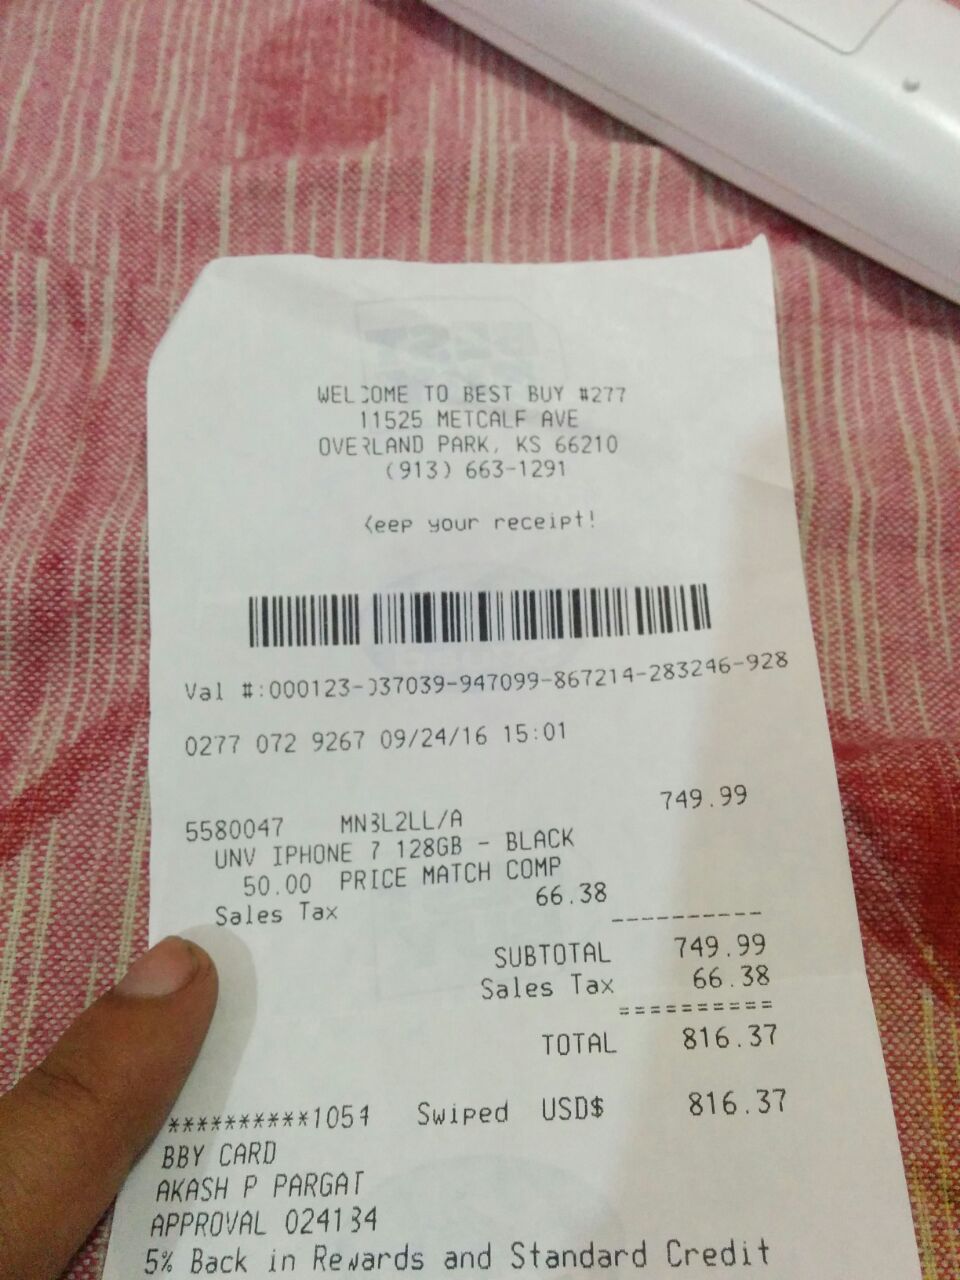 WELCOME TO BEST BUY #277
11525 METCALF AVE
OVERLAND PARK, KS 66210
(913) 663-1291
Keep your receipt!
Val #:000123-037039-947099-867214-283246-928
0277 072 9267 09/24/16 15:01
5580047 MN3L2LL/A 749.99
UNV IPHONE 7 128GB - BLACK
50.00 PRICE MATCH COMP
Sales Tax 66.38
----------
SUBTOTAL 749.99
Sales Tax 66.38
==========
TOTAL 816.37
**********1054 Swiped USD$ 816.37
BBY CARD
AKASH P PARGAT
APPROVAL 024134
5% Back in Rewards and Standard Credit